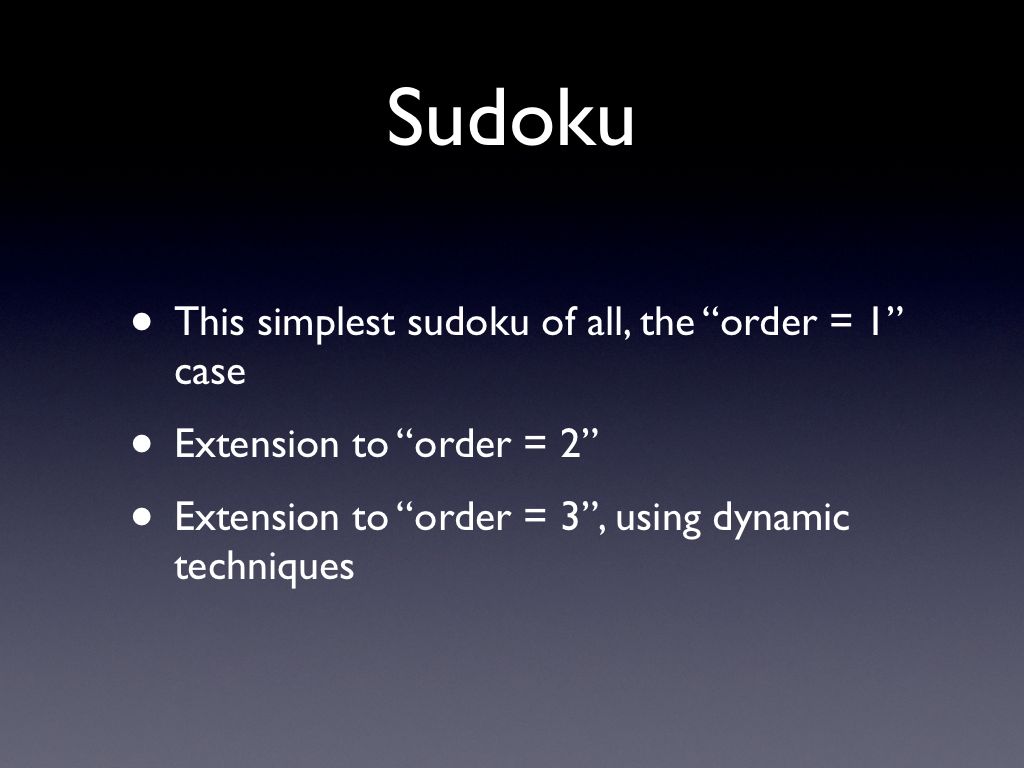 Sudoku
• This simplest sudoku of all, the “order = 1”
case
• Extension to “order = 2”
• Extension to “order = 3”, using dynamic
techniques